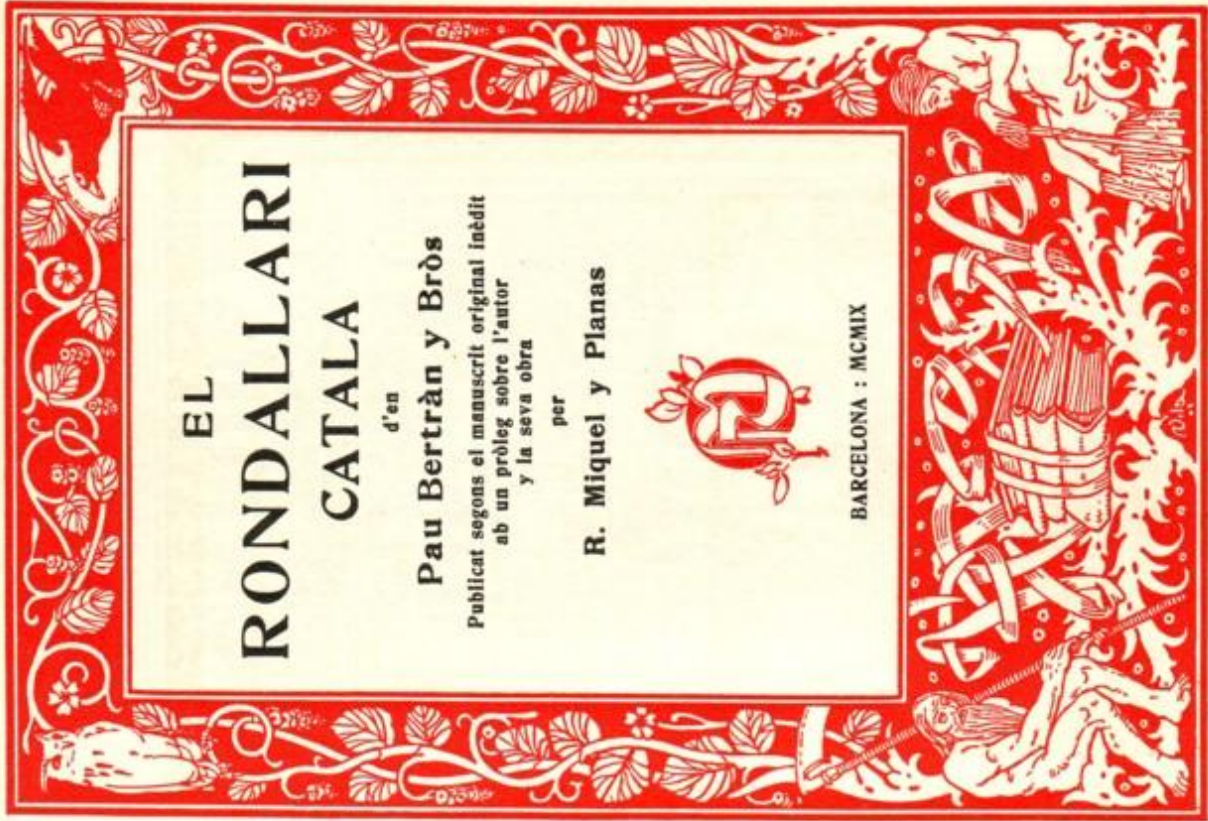 EL
RONDALLARI
CATALA
d'en
Pau Bertràn y Bròs
Publicat segons el manuscrit original inèdit
ab un pròleg sobre l'autor
y la seva obra
per
R. Miquel y Planas
BARCELONA : MCMIX